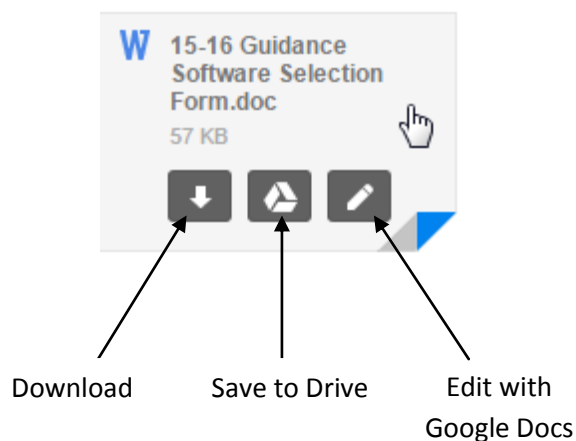 W 15-16 Guidance
Software Selection
Form.doc
57 KB
Download Save to Drive Edit with
Google Docs